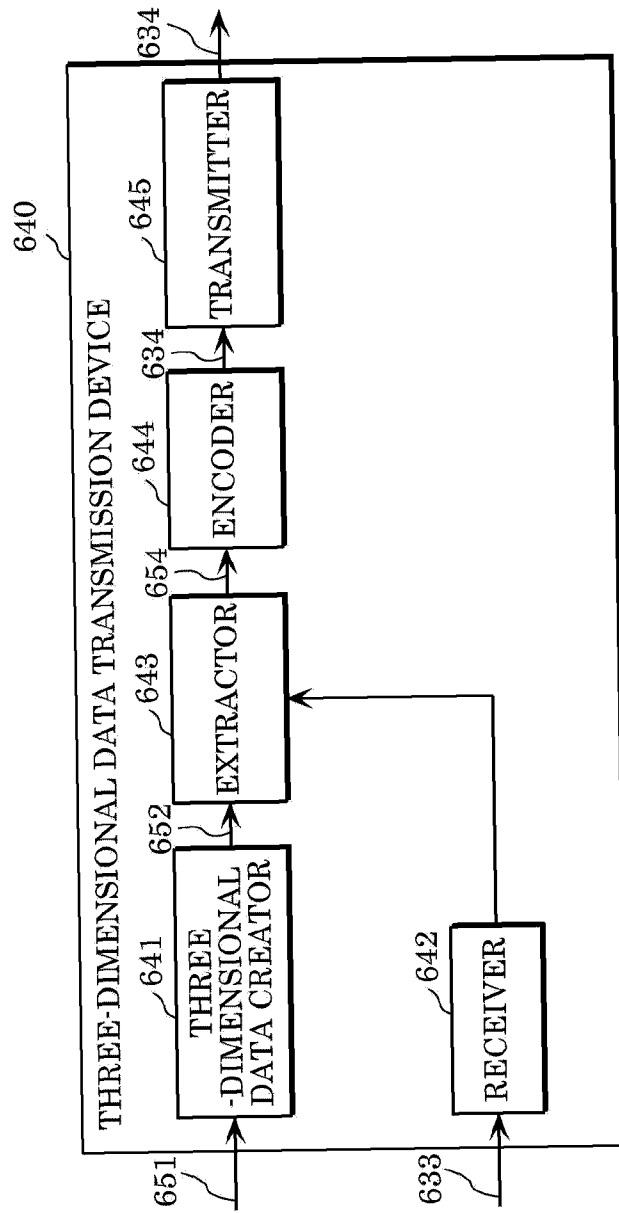 640
THREE-DIMENSIONAL DATA TRANSMISSION DEVICE
651
641
THREE
-DIMENSIONAL
DATA CREATOR
652
643
EXTRACTOR
654
644
ENCODER
634
645
TRANSMITTER
634
633
642
RECEIVER